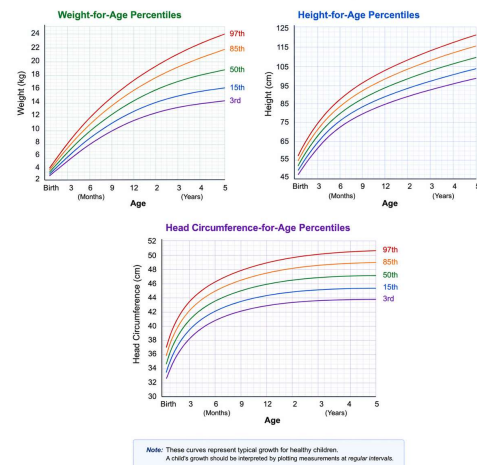 Weight-for-Age Percentiles
Weight (kg)
24
22
20
18
16
14
12
10
8
6
4
2
97th
85th
50th
15th
3rd
Birth 3 6 9 12 2 3 4 5
(Months) (Years)
Age
Height-for-Age Percentiles
Height (cm)
125
115
105
95
85
75
65
55
45
Birth 3 6 9 12 2 3 4 5
(Months) (Years)
Age
Head Circumference-for-Age Percentiles
Head Circumference (cm)
52
50
48
46
44
42
40
38
36
34
32
30
97th
85th
50th
15th
3rd
Birth 3 6 9 12 2 3 4 5
(Months) (Years)
Age
Note: These curves represent typical growth for healthy children.
A child's growth should be interpreted by plotting measurements at regular intervals.